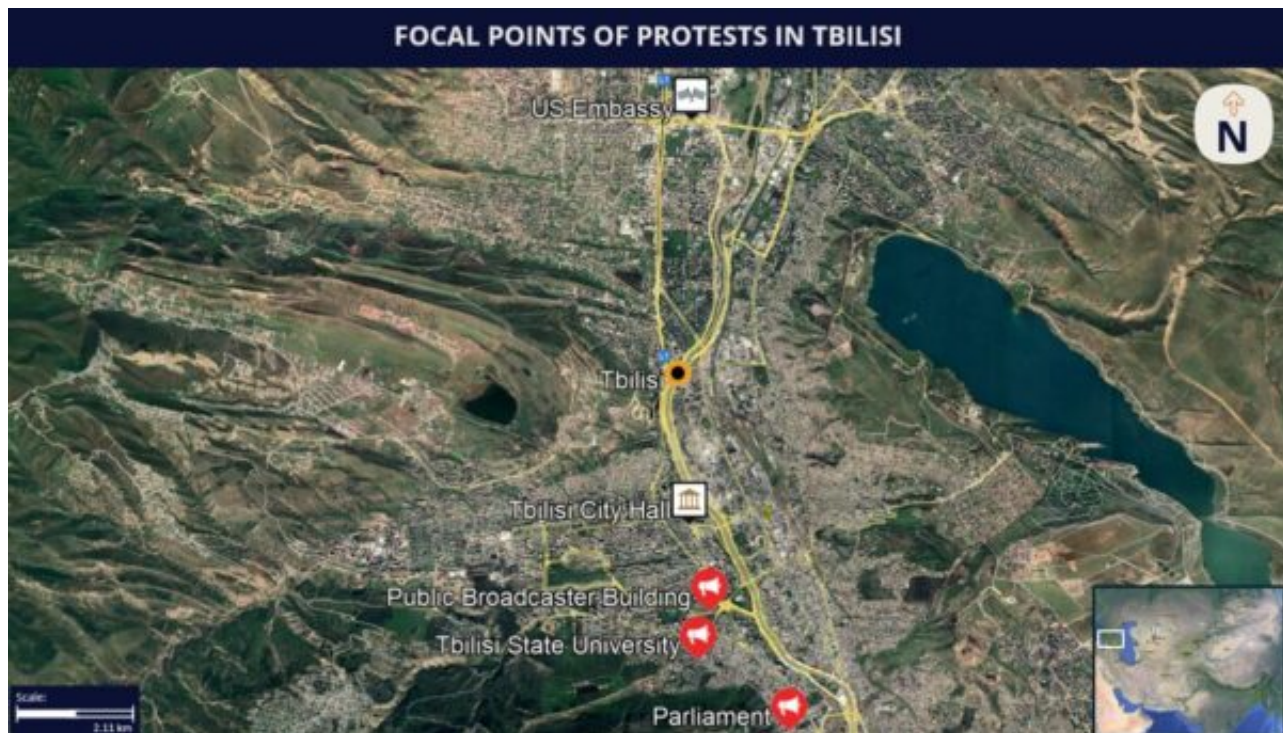 FOCAL POINTS OF PROTESTS IN TBILISI
US Embassy
N
Tbilisi
Tbilisi City Hall
Public Broadcaster Building
Tbilisi State University
Parliament
Scale:
2.11 km